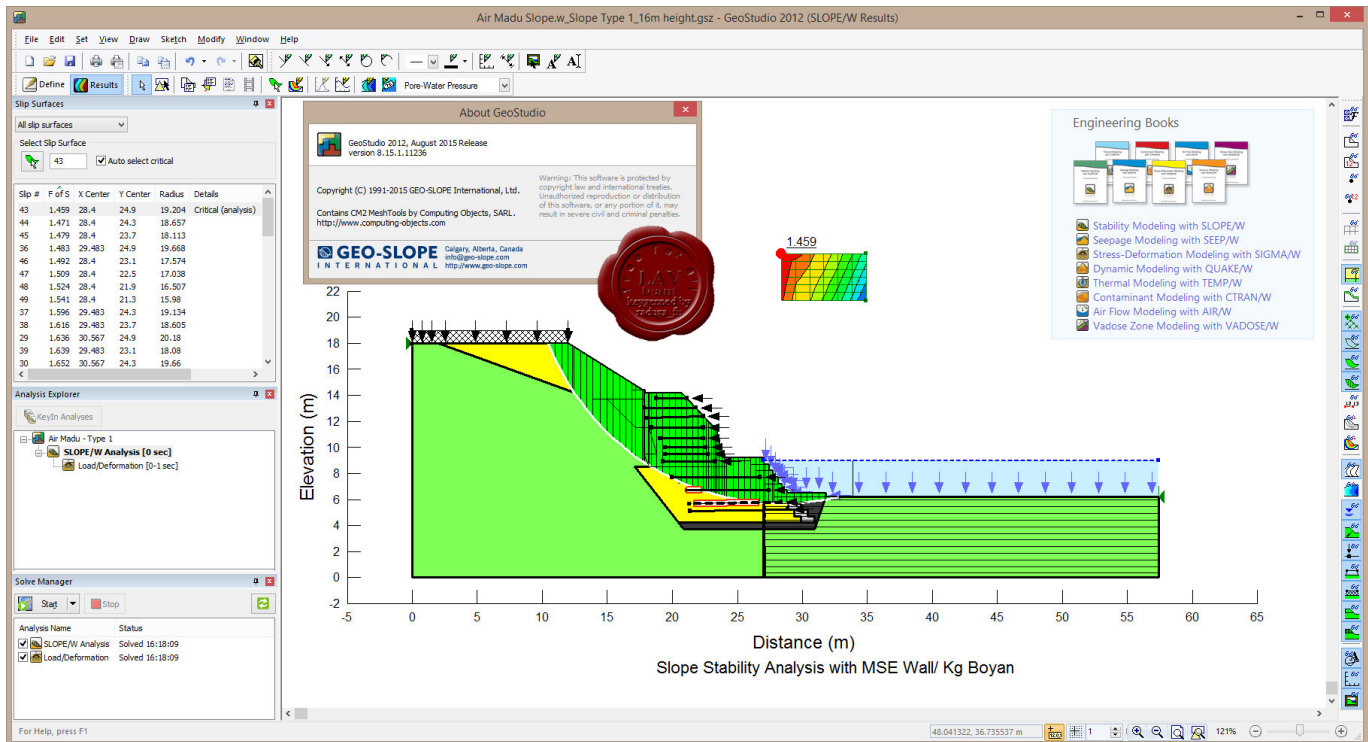 Air Madu Slope.w_Slope Type 1_16m height.gsz - GeoStudio 2012 (SLOPE/W Results)
File Edit Set View Draw Sketch Modify Window Help
Define Results Pore-Water Pressure
Slip Surfaces
All slip surfaces
Select Slip Surface
43 Auto select critical
Slip # F of S X Center Y Center Radius Details
43 1.459 28.4 24.9 19.204 Critical (analysis)
44 1.471 28.4 24.3 18.657
45 1.479 28.4 23.7 18.113
36 1.483 29.483 24.9 19.668
46 1.492 28.4 23.1 17.574
47 1.509 28.4 22.5 17.038
48 1.524 28.4 21.9 16.507
49 1.541 28.4 21.3 15.98
37 1.596 29.483 24.3 19.134
38 1.616 29.483 23.7 18.605
29 1.636 30.567 24.9 20.18
39 1.639 29.483 23.1 18.08
30 1.652 30.567 24.3 19.66
Analysis Explorer
KeyIn Analyses
Air Madu - Type 1
SLOPE/W Analysis [0 sec]
Load/Deformation [0-1 sec]
Solve Manager
Start Stop
Analysis Name Status
SLOPE/W Analysis Solved 16:18:09
Load/Deformation Solved 16:18:09
About GeoStudio
GeoStudio 2012, August 2015 Release
version 8.15.1.11236
Copyright (C) 1991-2015 GEO-SLOPE International, Ltd.
Contains CM2 MeshTools by Computing Objects, SARL.
http://www.computing-objects.com
Warning: This software is protected by
copyright law and international treaties.
Unauthorized reproduction or distribution
of this software, or any portion of it, may
result in severe civil and criminal penalties.
GEO-SLOPE
INTERNATIONAL
Calgary, Alberta, Canada
info@geo-slope.com
http://www.geo-slope.com
LAV
team
keygenned by
1.459
Engineering Books
Stability Modeling with SLOPE/W
Seepage Modeling with SEEP/W
Stress-Deformation Modeling with SIGMA/W
Dynamic Modeling with QUAKE/W
Thermal Modeling with TEMP/W
Contaminant Modeling with CTRAN/W
Air Flow Modeling with AIR/W
Vadose Zone Modeling with VADOSE/W
Elevation (m)
22
20
18
16
14
12
10
8
6
4
2
0
-2
-5 0 5 10 15 20 25 30 35 40 45 50 55 60 65
Distance (m)
Slope Stability Analysis with MSE Wall/ Kg Boyan
For Help, press F1
48.041322, 36.735537 m 1 121%